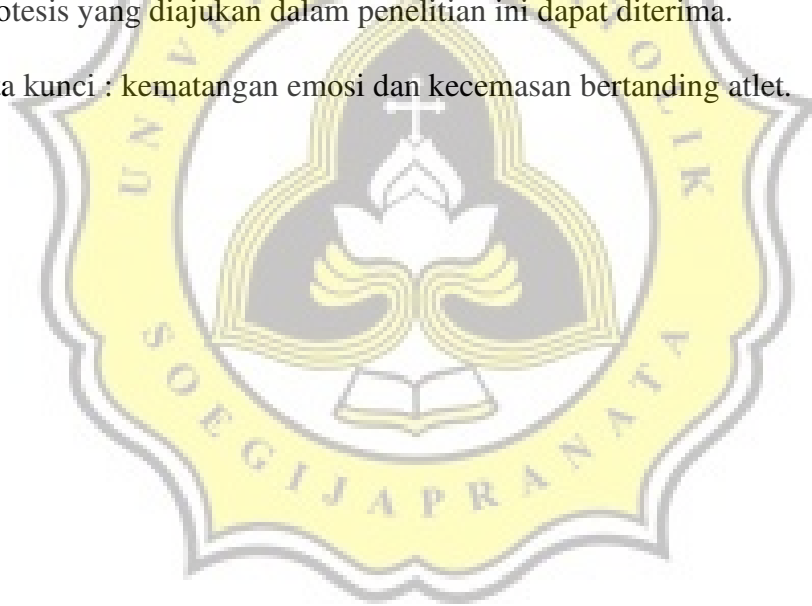 otesis yang diajukan dalam penelitian ini dapat diterima.
a kunci : kematangan emosi dan kecemasan bertanding atlet.
SOEGIJAPRANATA